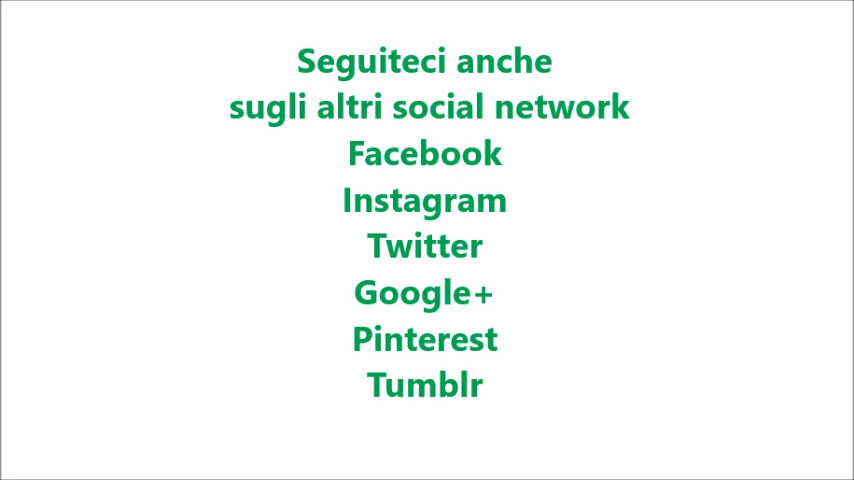 Seguiteci anche
sugli altri social network
Facebook
Instagram
Twitter
Google+
Pinterest
Tumblr